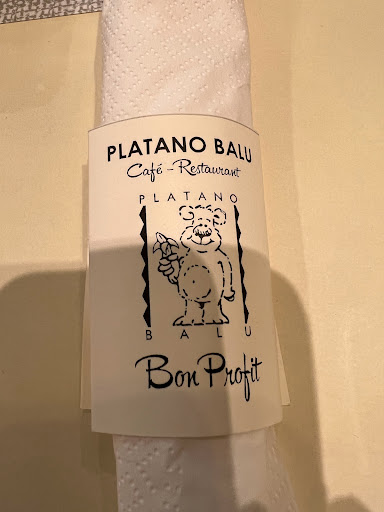 PLATANO BALU
Café - Restaurant
PLATANO
BALU
Bon Profit